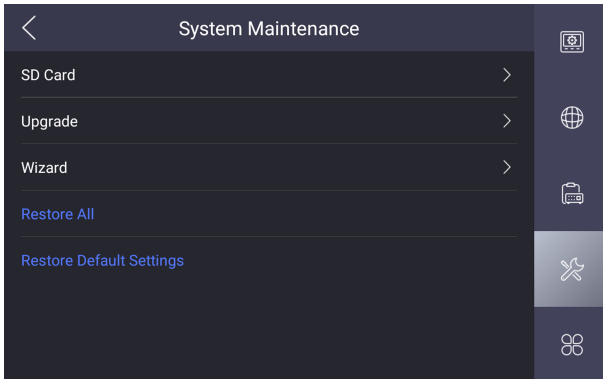 System Maintenance
SD Card
Upgrade
Wizard
Restore All
Restore Default Settings